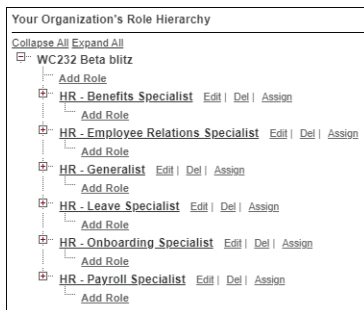 Your Organization's Role Hierarchy
Collapse All Expand All
WC232 Beta blitz
Add Role
HR - Benefits Specialist Edit | Del | Assign
Add Role
HR - Employee Relations Specialist Edit | Del | Assign
Add Role
HR - Generalist Edit | Del | Assign
Add Role
HR - Leave Specialist Edit | Del | Assign
Add Role
HR - Onboarding Specialist Edit | Del | Assign
Add Role
HR - Payroll Specialist Edit | Del | Assign
Add Role